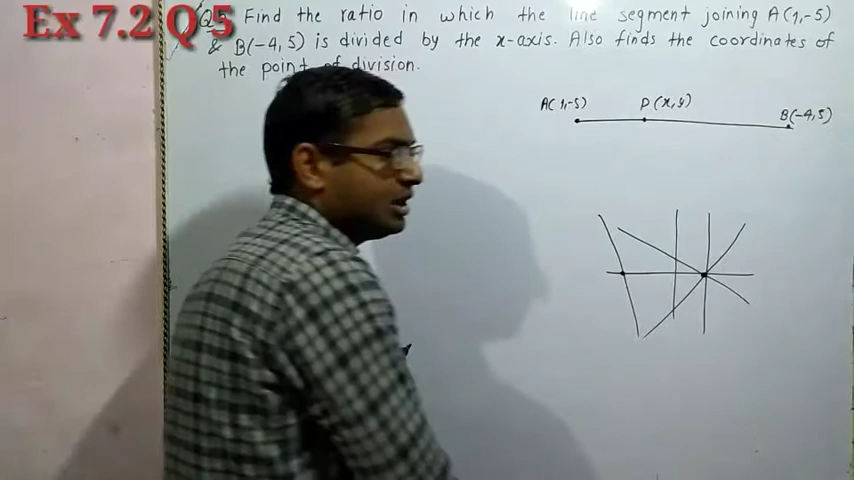 Ex 7.2 Q 5
Find the ratio in which the line segment joining A(1,-5)
& B(-4, 5) is divided by the x-axis. Also finds the coordinates of
the point of division.
A(1,-5) P(x,y) B(-4,5)